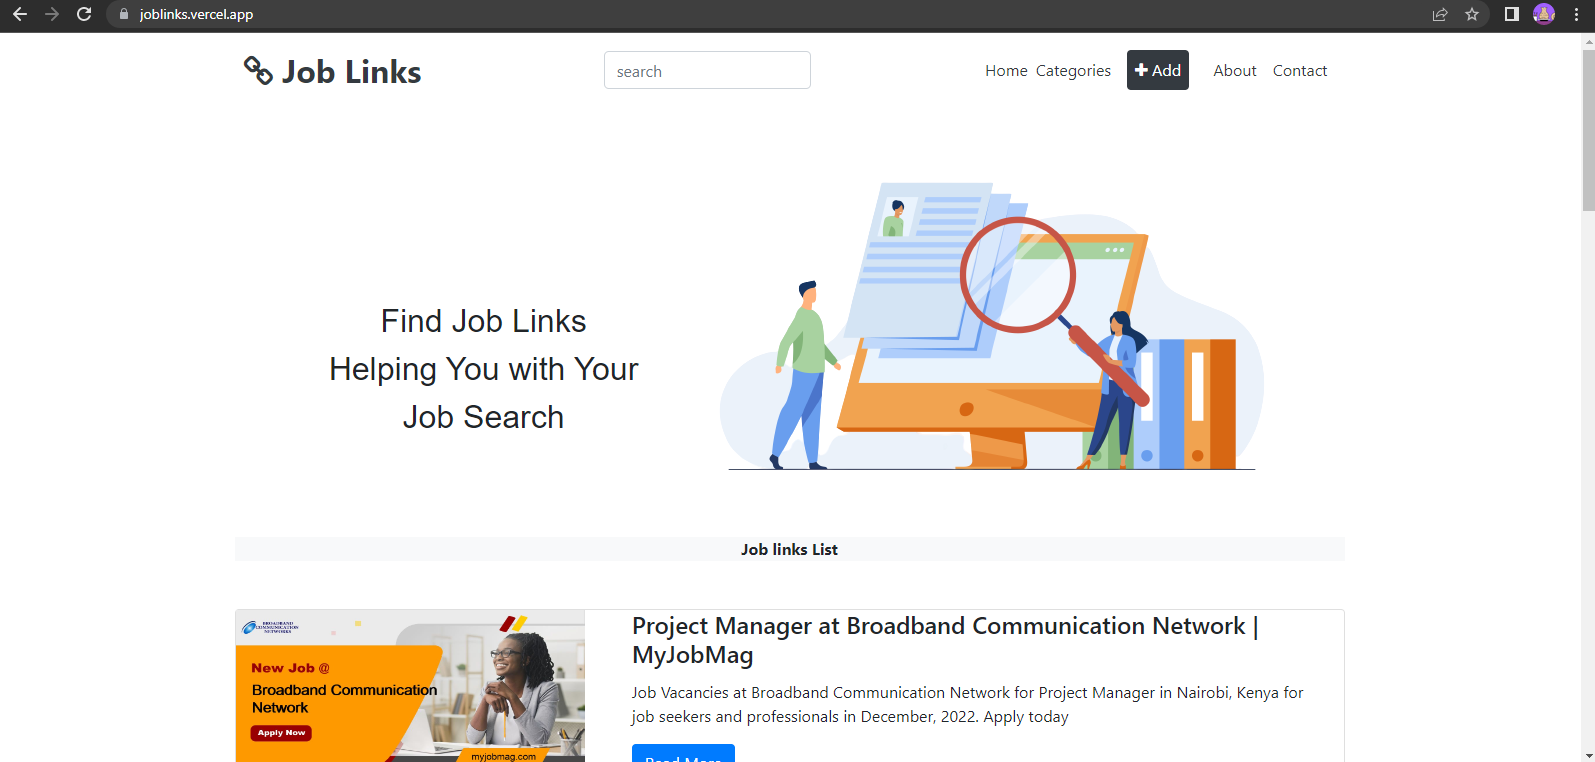 joblinks.vercel.app
Job Links
search
Home Categories + Add About Contact
Find Job Links
Helping You with Your
Job Search
Job links List
BROADBAND
COMMUNICATION
NETWORKS
New Job @
Broadband Communication
Network
Apply Now
myjobmag.com
Project Manager at Broadband Communication Network |
MyJobMag
Job Vacancies at Broadband Communication Network for Project Manager in Nairobi, Kenya for
job seekers and professionals in December, 2022. Apply today
Read More